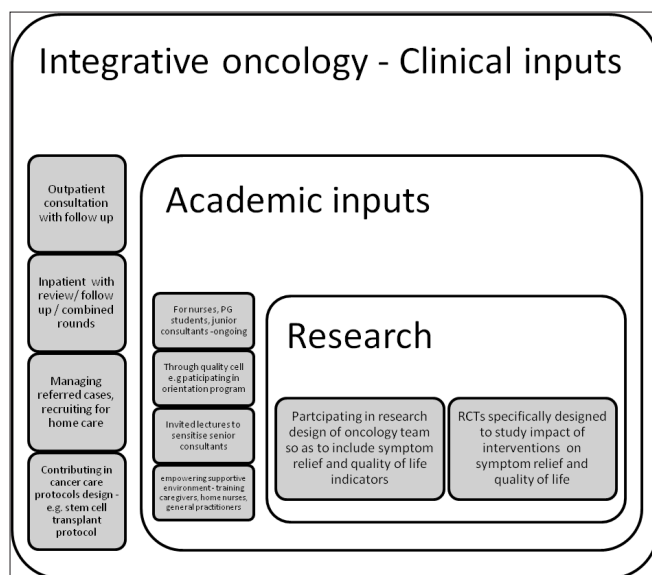 Integrative oncology - Clinical inputs
Outpatient
consultation
with follow up
Inpatient with
review/ follow
up / combined
rounds
Managing
referred cases,
recruiting for
home care
Contributing in
cancer care
protocols design -
e.g. stem cell
transplant
protocol
Academic inputs
For nurses, PG
students, junior
consultants -ongoing
Through quality cell
e.g paticipating in
orientation program
Invited lectures to
sensitise senior
consultants
empowering supportive
environment - training
care givers, home nurses,
general practitioners
Research
Partcipating in research
design of oncology team
so as to include symptom
relief and quality of life
indicators
RCTs specifically designed
to study impact of
interventions on
symptom relief and
quality of life